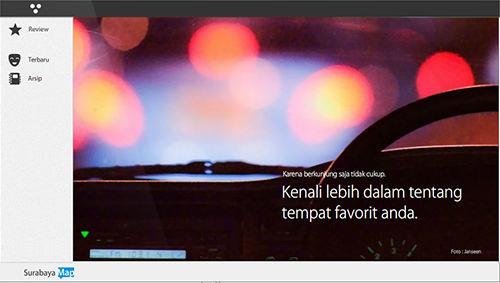 Review
Terbaru
Arsip
Karena berkunjung saja tidak cukup.
Kenali lebih dalam tentang
tempat favorit anda.
Foto : Janseen
Surabaya Map